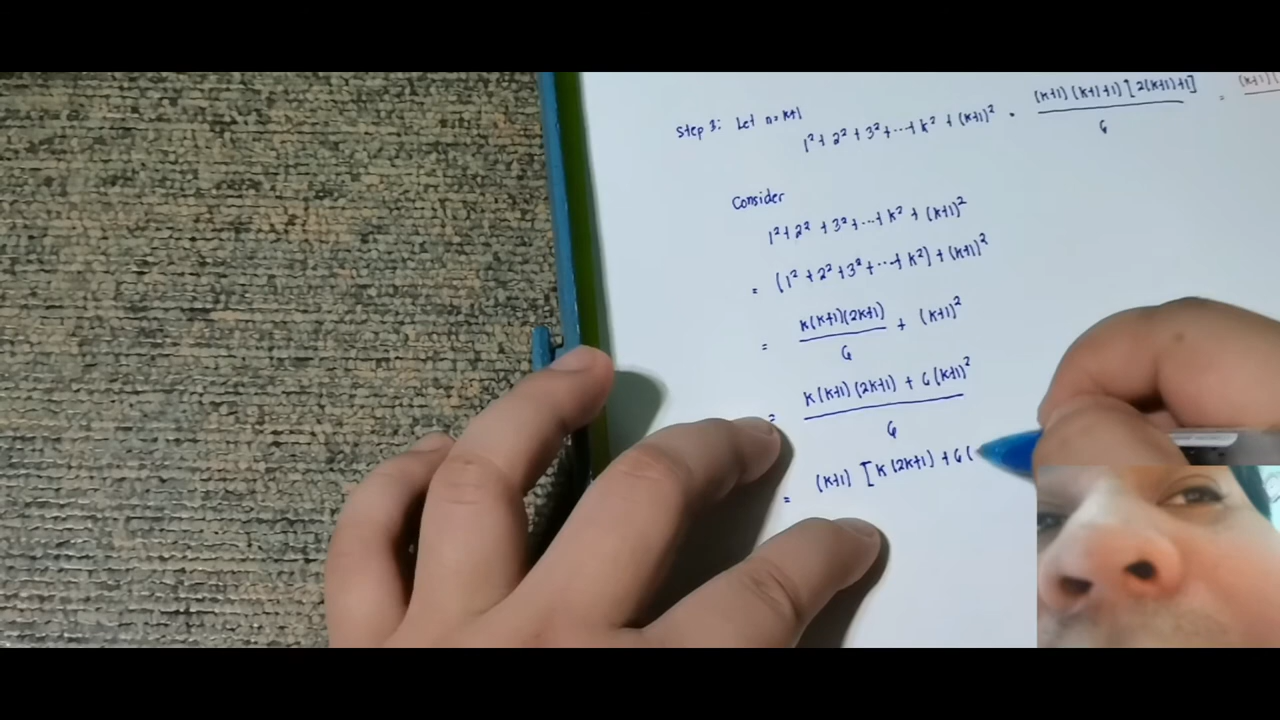 Step 3: Let n = k+1
1² + 2² + 3² + ... + k² + (k+1)² = (k+1)(k+1+1)[2(k+1)+1] / 6 = (k+1)(
Consider
1² + 2² + 3² + ... + k² + (k+1)²
= (1² + 2² + 3² + ... + k²) + (k+1)²
= k(k+1)(2k+1) / 6 + (k+1)²
= k(k+1)(2k+1) + 6(k+1)² / 6
= (k+1) [k(2k+1) + 6(